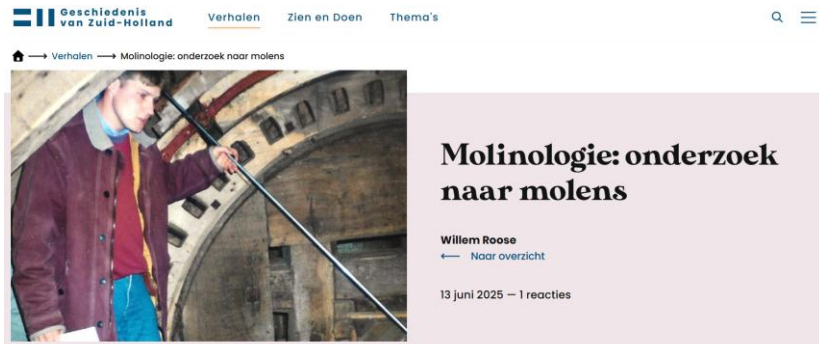 Geschiedenis
van Zuid-Holland
Verhalen Zien en Doen Thema's
Verhalen Molinologie: onderzoek naar molens
Molinologie: onderzoek
naar molens
Willem Roose
Naar overzicht
13 juni 2025 — 1 reacties